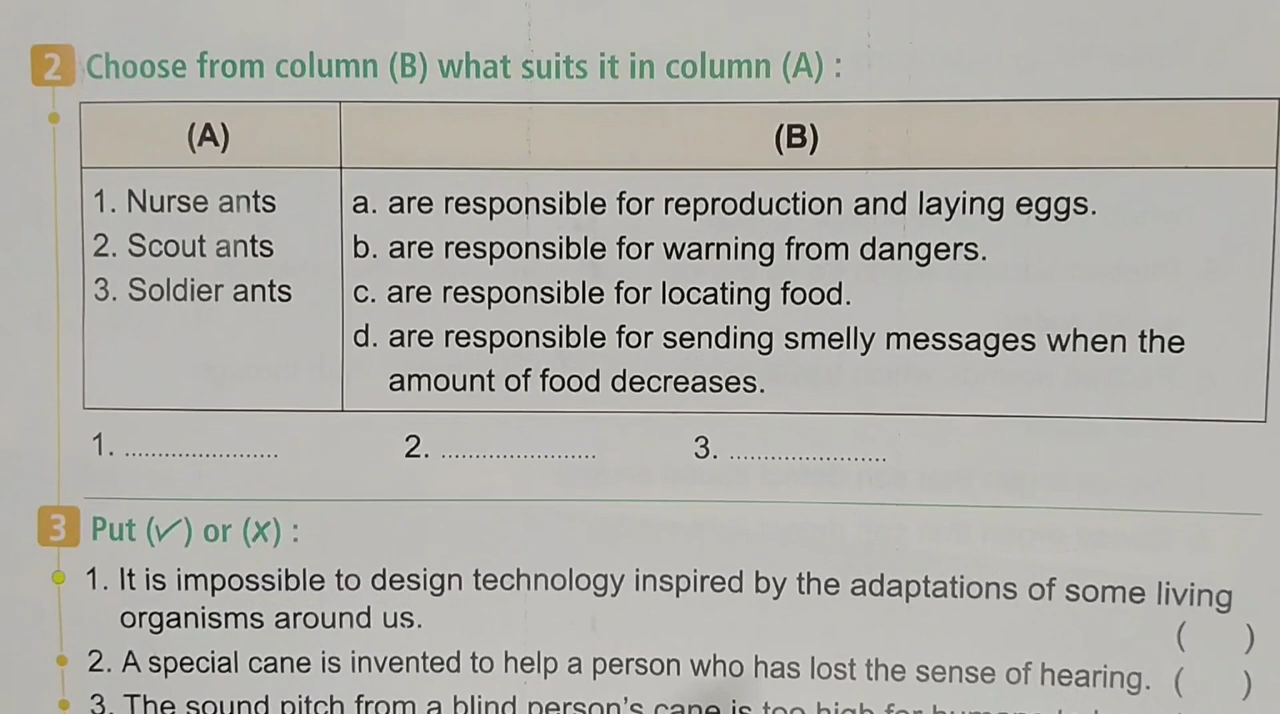 2 Choose from column (B) what suits it in column (A) :
(A) (B)
1. Nurse ants a. are responsible for reproduction and laying eggs.
2. Scout ants b. are responsible for warning from dangers.
3. Soldier ants c. are responsible for locating food.
d. are responsible for sending smelly messages when the
amount of food decreases.
1. ........................ 2. ........................ 3. ........................
3 Put (✓) or (X) :
1. It is impossible to design technology inspired by the adaptations of some living
organisms around us. ( )
2. A special cane is invented to help a person who has lost the sense of hearing. ( )
3. The sound pitch from a blind person's cane is too high for